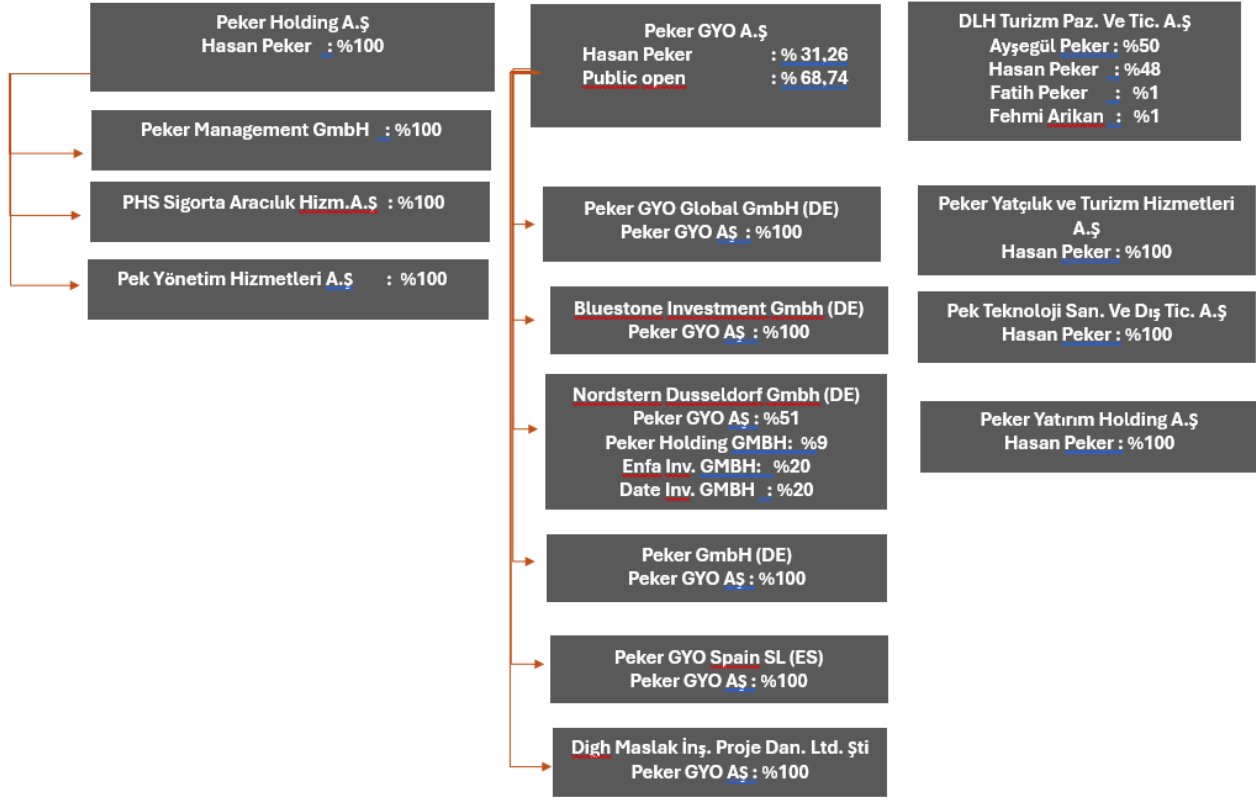 Peker Holding A.Ş
Hasan Peker : %100
Peker Management GmbH : %100
PHS Sigorta Aracılık Hizm.A.Ş : %100
Pek Yönetim Hizmetleri A.Ş : %100
Peker GYO A.Ş
Hasan Peker : % 31,26
Public open : % 68,74
Peker GYO Global GmbH (DE)
Peker GYO AŞ : %100
Bluestone Investment Gmbh (DE)
Peker GYO AŞ : %100
Nordstern Dusseldorf Gmbh (DE)
Peker GYO AŞ : %51
Peker Holding GMBH: %9
Enfa Inv. GMBH: %20
Date Inv. GMBH : %20
Peker GmbH (DE)
Peker GYO AŞ : %100
Peker GYO Spain SL (ES)
Peker GYO AŞ : %100
Digh Maslak İnş. Proje Dan. Ltd. Şti
Peker GYO AŞ : %100
DLH Turizm Paz. Ve Tic. A.Ş
Ayşegül Peker : %50
Hasan Peker : %48
Fatih Peker : %1
Fehmi Arikan : %1
Peker Yatçılık ve Turizm Hizmetleri
A.Ş
Hasan Peker : %100
Pek Teknoloji San. Ve Dış Tic. A.Ş
Hasan Peker : %100
Peker Yatırım Holding A.Ş
Hasan Peker : %100